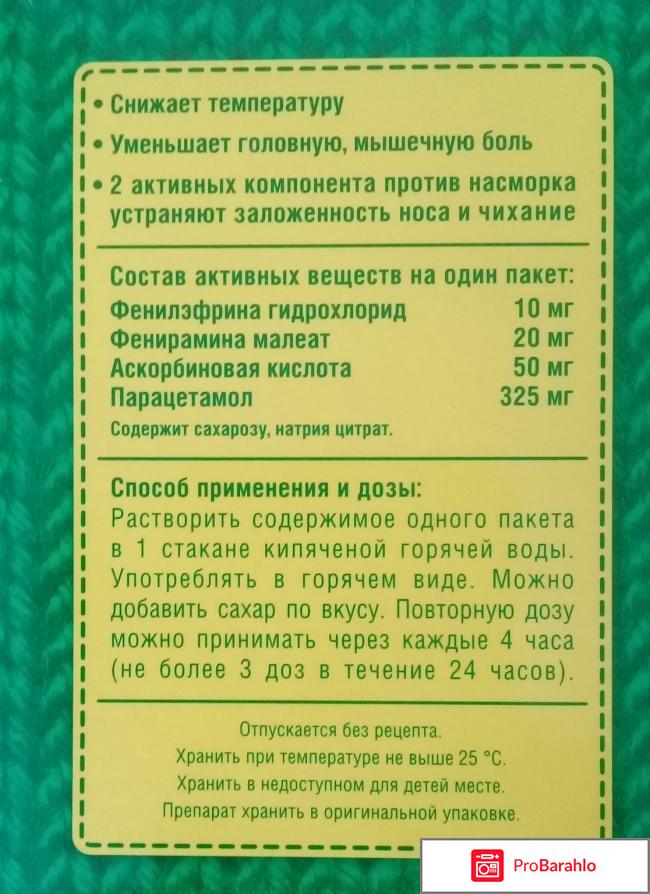 • Снижает температуру
• Уменьшает головную, мышечную боль
• 2 активных компонента против насморка
устраняют заложенность носа и чихание
Состав активных веществ на один пакет:
Фенилэфрина гидрохлорид 10 мг
Фенирамина малеат 20 мг
Аскорбиновая кислота 50 мг
Парацетамол 325 мг
Содержит сахарозу, натрия цитрат.
Способ применения и дозы:
Растворить содержимое одного пакета
в 1 стакане кипяченой горячей воды.
Употреблять в горячем виде. Можно
добавить сахар по вкусу. Повторную дозу
можно принимать через каждые 4 часа
(не более 3 доз в течение 24 часов).
Отпускается без рецепта.
Хранить при температуре не выше 25 °С.
Хранить в недоступном для детей месте.
Препарат хранить в оригинальной упаковке.
ProBarahlo